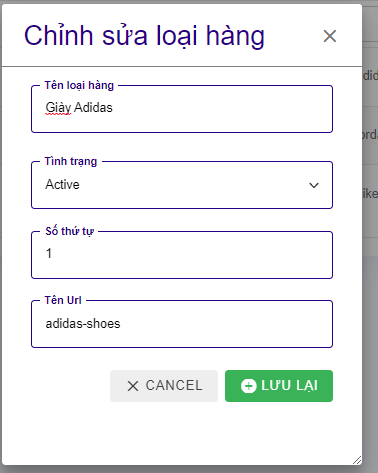 Chỉnh sửa loại hàng
Tên loại hàng
Giày Adidas
Tình trạng
Active
Số thứ tự
1
Tên Url
adidas-shoes
CANCEL
LƯU LẠI